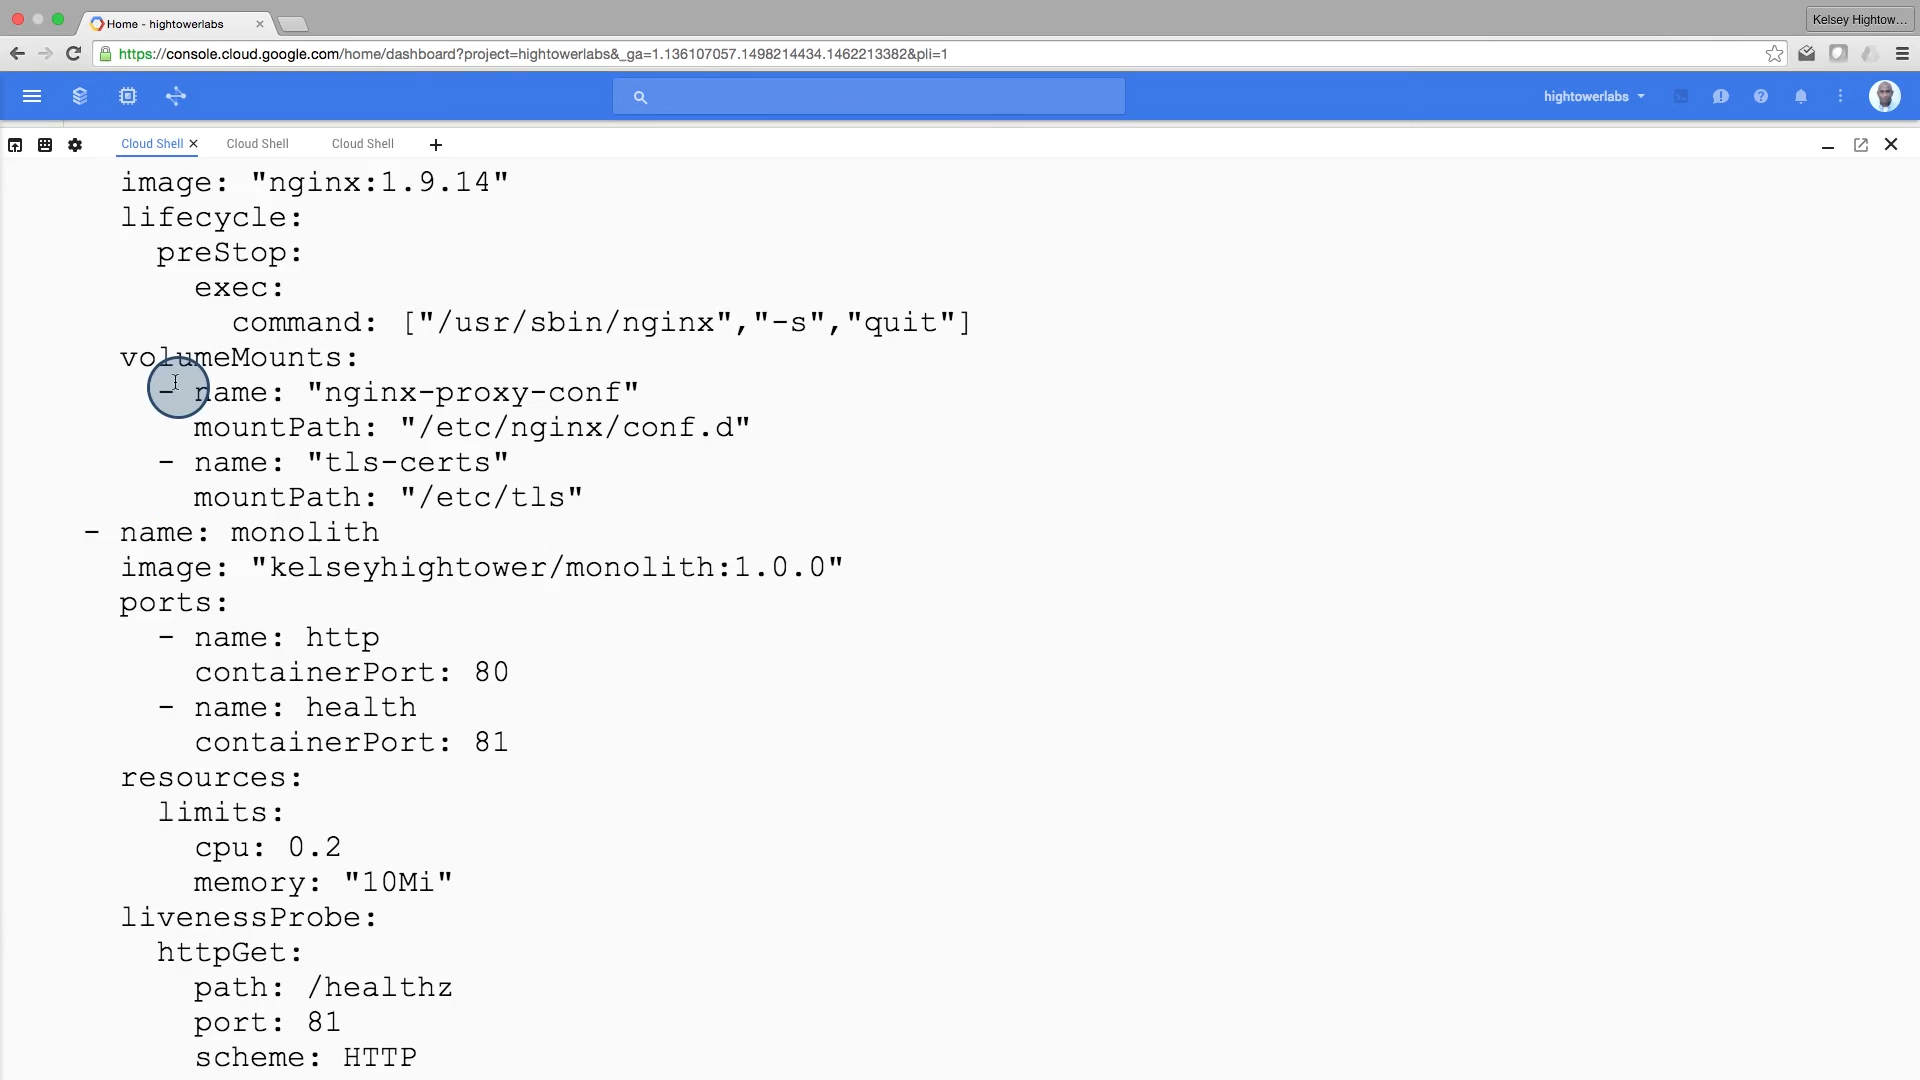 Home - hightowerlabs
Kelsey Hightow...
https://console.cloud.google.com/home/dashboard?project=hightowerlabs&_ga=1.136107057.1498214434.1462213382&pli=1
hightowerlabs
Cloud Shell
Cloud Shell
Cloud Shell
image: "nginx:1.9.14"
lifecycle:
preStop:
exec:
command: ["/usr/sbin/nginx","-s","quit"]
volumeMounts:
- name: "nginx-proxy-conf"
mountPath: "/etc/nginx/conf.d"
- name: "tls-certs"
mountPath: "/etc/tls"
- name: monolith
image: "kelseyhightower/monolith:1.0.0"
ports:
- name: http
containerPort: 80
- name: health
containerPort: 81
resources:
limits:
cpu: 0.2
memory: "10Mi"
livenessProbe:
httpGet:
path: /healthz
port: 81
scheme: HTTP